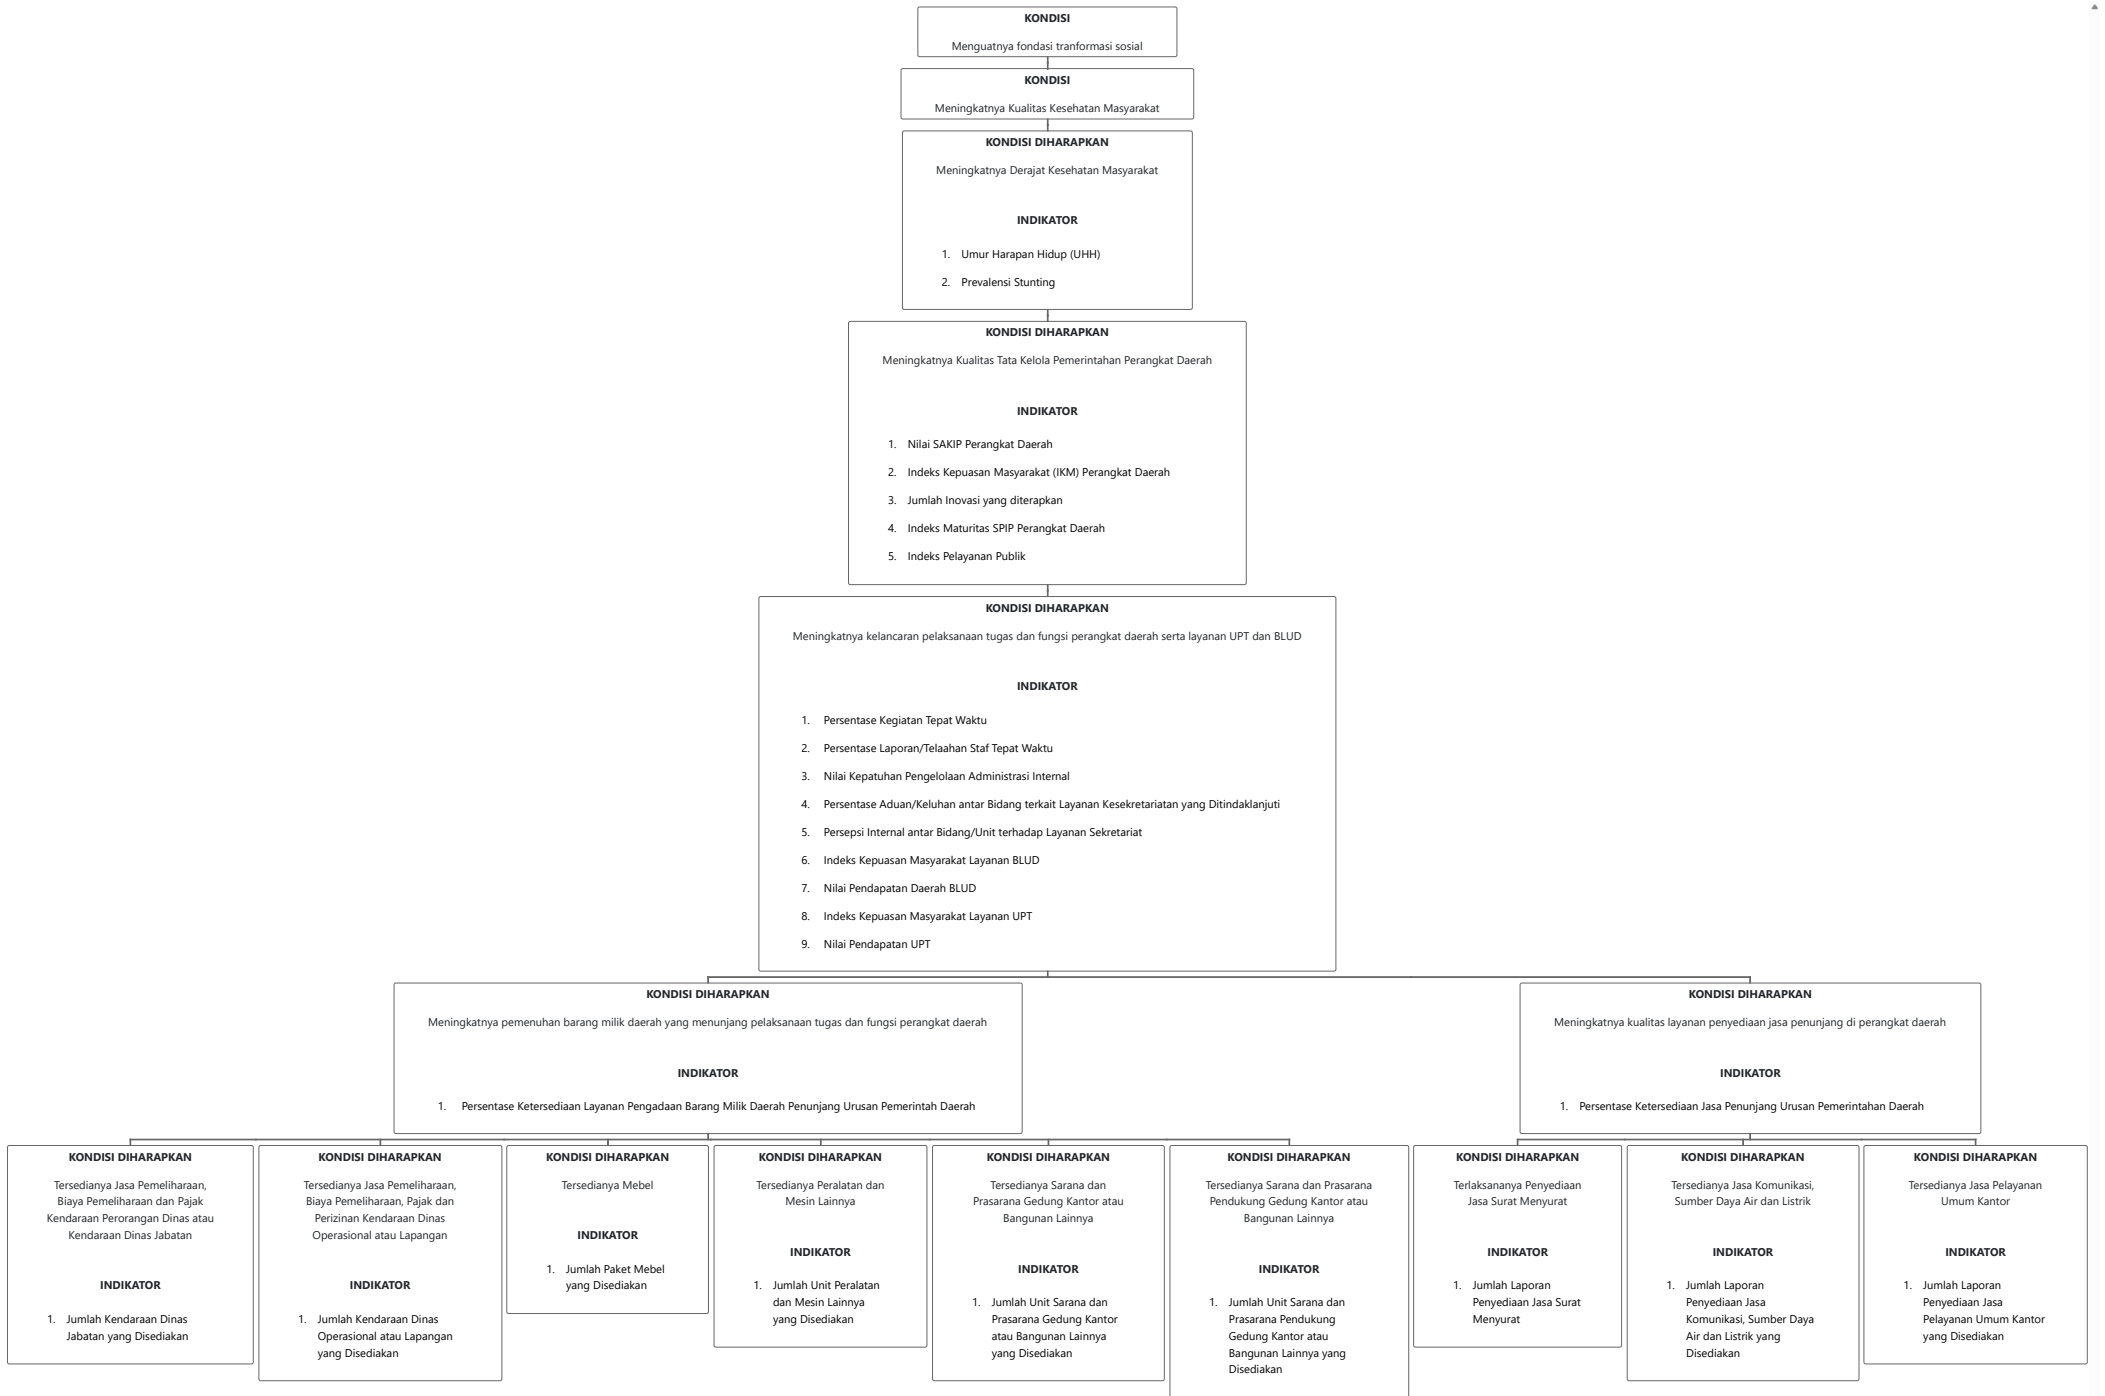 KONDISI
Menguatnya fondasi tranformasi sosial
KONDISI
Meningkatnya Kualitas Kesehatan Masyarakat
KONDISI DIHARAPKAN
Meningkatnya Derajat Kesehatan Masyarakat
INDIKATOR
1. Umur Harapan Hidup (UHH)
2. Prevalensi Stunting
KONDISI DIHARAPKAN
Meningkatnya Kualitas Tata Kelola Pemerintahan Perangkat Daerah
INDIKATOR
1. Nilai SAKIP Perangkat Daerah
2. Indeks Kepuasan Masyarakat (IKM) Perangkat Daerah
3. Jumlah Inovasi yang diterapkan
4. Indeks Maturitas SPIP Perangkat Daerah
5. Indeks Pelayanan Publik
KONDISI DIHARAPKAN
Meningkatnya kelancaran pelaksanaan tugas dan fungsi perangkat daerah serta layanan UPT dan BLUD
INDIKATOR
1. Persentase Kegiatan Tepat Waktu
2. Persentase Laporan/Telaahan Staf Tepat Waktu
3. Nilai Kepatuhan Pengelolaan Administrasi Internal
4. Persentase Aduan/Keluhan antar Bidang terkait Layanan Kesekretariatan yang Ditindaklanjuti
5. Persepsi Internal antar Bidang/Unit terhadap Layanan Sekretariat
6. Indeks Kepuasan Masyarakat Layanan BLUD
7. Nilai Pendapatan Daerah BLUD
8. Indeks Kepuasan Masyarakat Layanan UPT
9. Nilai Pendapatan UPT
KONDISI DIHARAPKAN
Meningkatnya pemenuhan barang milik daerah yang menunjang pelaksanaan tugas dan fungsi perangkat daerah
INDIKATOR
1. Persentase Ketersediaan Layanan Pengadaan Barang Milik Daerah Penunjang Urusan Pemerintah Daerah
KONDISI DIHARAPKAN
Meningkatnya kualitas layanan penyediaan jasa penunjang di perangkat daerah
INDIKATOR
1. Persentase Ketersediaan Jasa Penunjang Urusan Pemerintahan Daerah
KONDISI DIHARAPKAN
Tersedianya Jasa Pemeliharaan,
Biaya Pemeliharaan dan Pajak
Kendaraan Perorangan Dinas atau
Kendaraan Dinas Jabatan
INDIKATOR
1. Jumlah Kendaraan Dinas
Jabatan yang Disediakan
KONDISI DIHARAPKAN
Tersedianya Jasa Pemeliharaan,
Biaya Pemeliharaan, Pajak dan
Perizinan Kendaraan Dinas
Operasional atau Lapangan
INDIKATOR
1. Jumlah Kendaraan Dinas
Operasional atau Lapangan
yang Disediakan
KONDISI DIHARAPKAN
Tersedianya Mebel
INDIKATOR
1. Jumlah Paket Mebel
yang Disediakan
KONDISI DIHARAPKAN
Tersedianya Peralatan dan
Mesin Lainnya
INDIKATOR
1. Jumlah Unit Peralatan
dan Mesin Lainnya
yang Disediakan
KONDISI DIHARAPKAN
Tersedianya Sarana dan
Prasarana Gedung Kantor atau
Bangunan Lainnya
INDIKATOR
1. Jumlah Unit Sarana dan
Prasarana Gedung Kantor
atau Bangunan Lainnya
yang Disediakan
KONDISI DIHARAPKAN
Tersedianya Sarana dan Prasarana
Pendukung Gedung Kantor atau
Bangunan Lainnya
INDIKATOR
1. Jumlah Unit Sarana dan
Prasarana Pendukung
Gedung Kantor atau
Bangunan Lainnya yang
Disediakan
KONDISI DIHARAPKAN
Terlaksananya Penyediaan
Jasa Surat Menyurat
INDIKATOR
1. Jumlah Laporan
Penyediaan Jasa Surat
Menyurat
KONDISI DIHARAPKAN
Tersedianya Jasa Komunikasi,
Sumber Daya Air dan Listrik
INDIKATOR
1. Jumlah Laporan
Penyediaan Jasa
Komunikasi, Sumber Daya
Air dan Listrik yang
Disediakan
KONDISI DIHARAPKAN
Tersedianya Jasa Pelayanan
Umum Kantor
INDIKATOR
1. Jumlah Laporan
Penyediaan Jasa
Pelayanan Umum Kantor
yang Disediakan